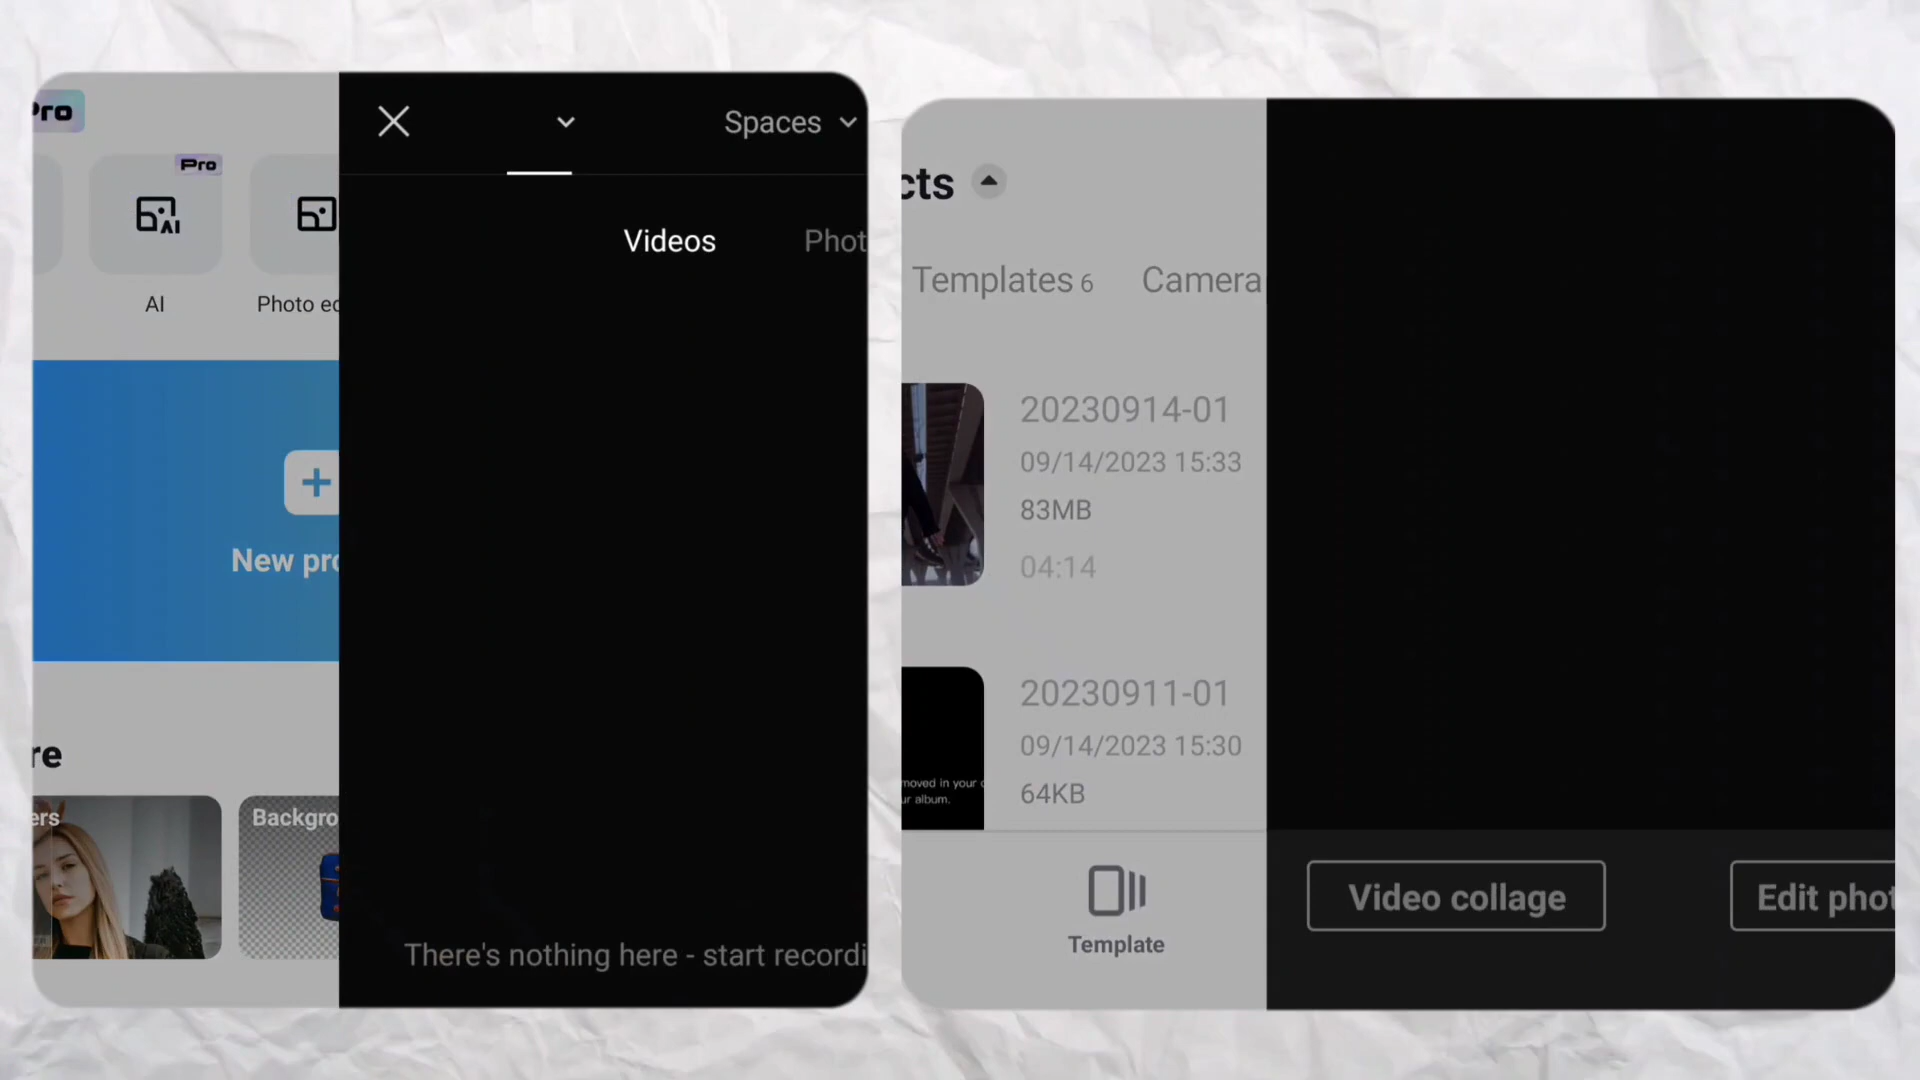 Pro
Pro
AI
Photo ed
New pro
re
ers
Backgro
Spaces
Videos
Phot
There's nothing here - start recordi
cts
Templates 6
Camera
20230914-01
09/14/2023 15:33
83MB
04:14
20230911-01
09/14/2023 15:30
64KB
moved in your c
ur album.
Template
Video collage
Edit phot